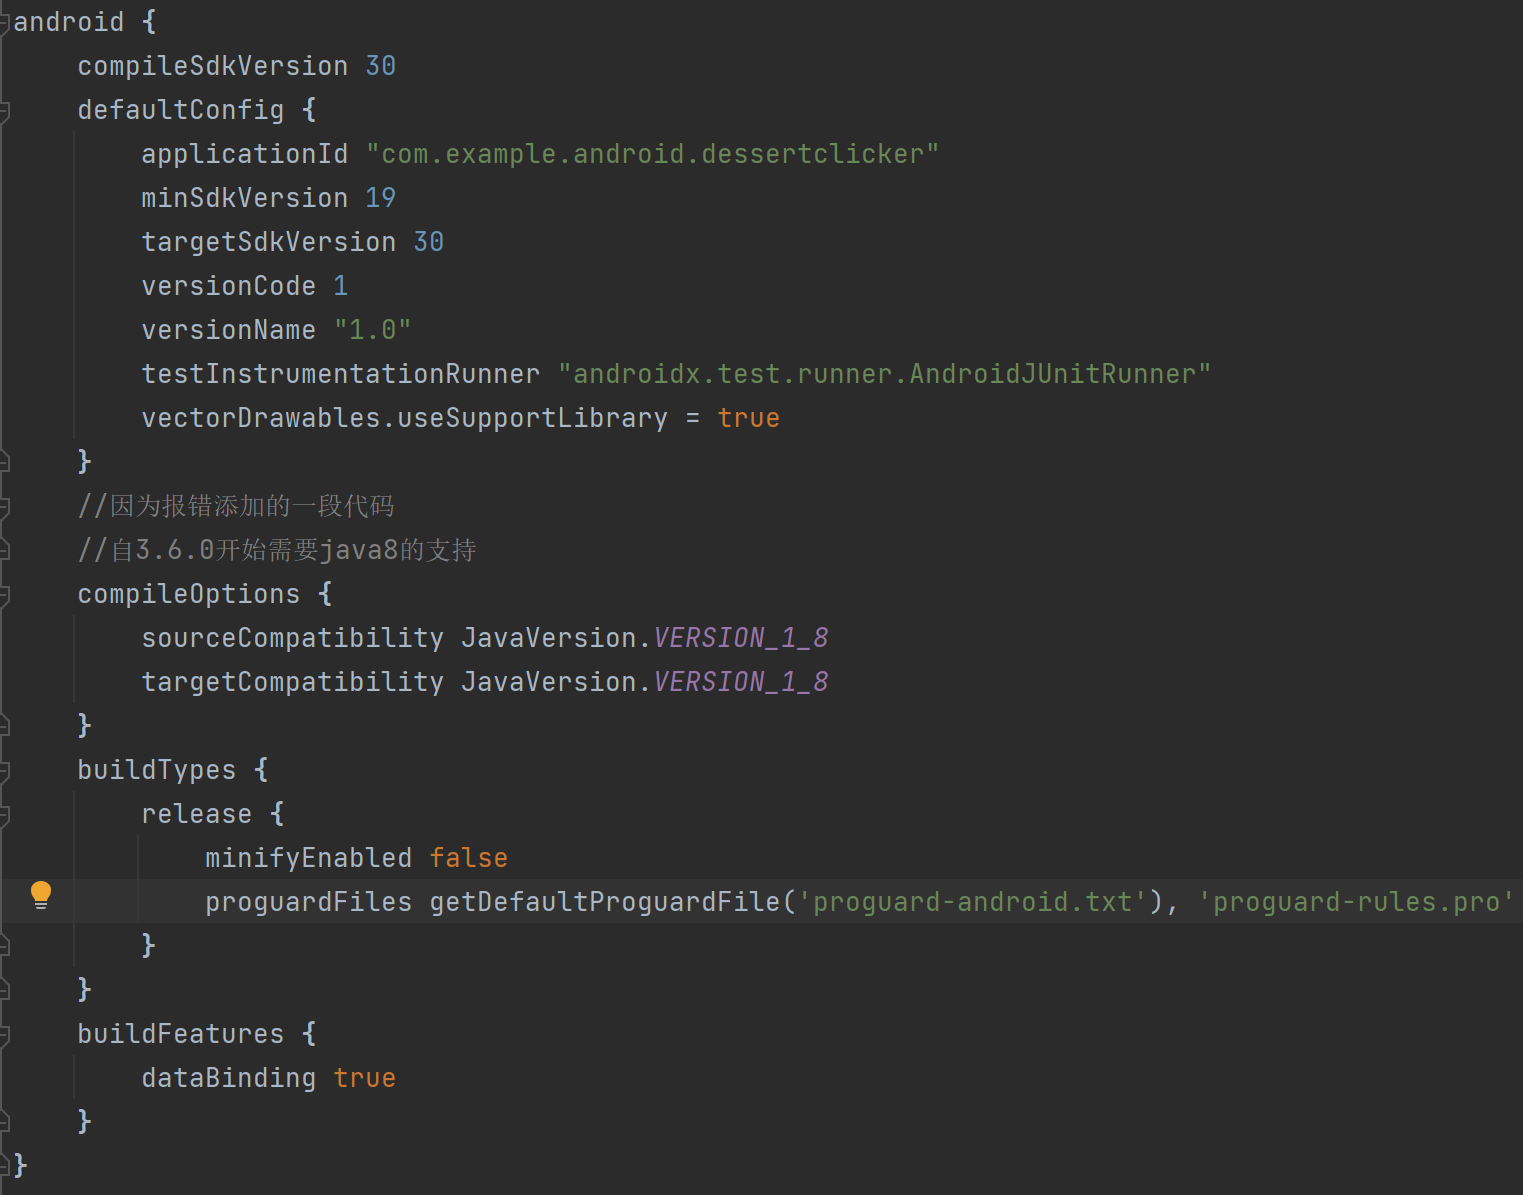 android {
    compileSdkVersion 30
    defaultConfig {
        applicationId "com.example.android.dessertclicker"
        minSdkVersion 19
        targetSdkVersion 30
        versionCode 1
        versionName "1.0"
        testInstrumentationRunner "androidx.test.runner.AndroidJUnitRunner"
        vectorDrawables.useSupportLibrary = true
    }
    //因为报错添加的一段代码
    //自3.6.0开始需要java8的支持
    compileOptions {
        sourceCompatibility JavaVersion.VERSION_1_8
        targetCompatibility JavaVersion.VERSION_1_8
    }
    buildTypes {
        release {
            minifyEnabled false
            proguardFiles getDefaultProguardFile('proguard-android.txt'), 'proguard-rules.pro'
        }
    }
    buildFeatures {
        dataBinding true
    }
}